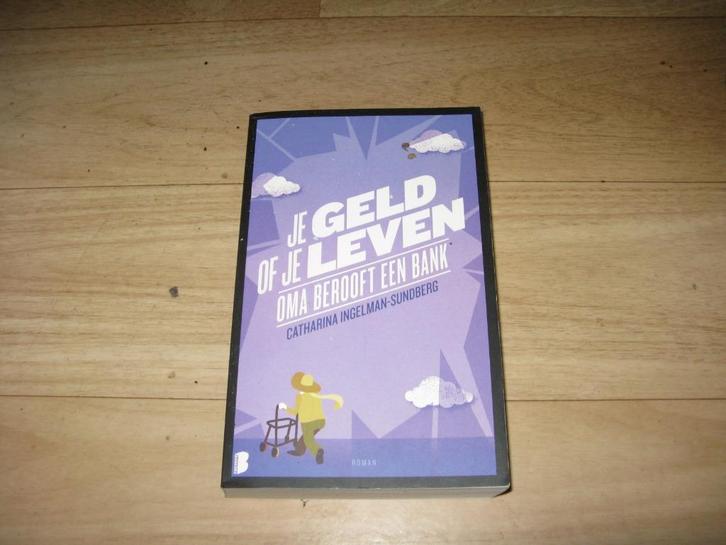 JE GELD
OF JE LEVEN
OMA BEROOFT EEN BANK
CATHARINA INGELMAN-SUNDBERG
B
ROMAN